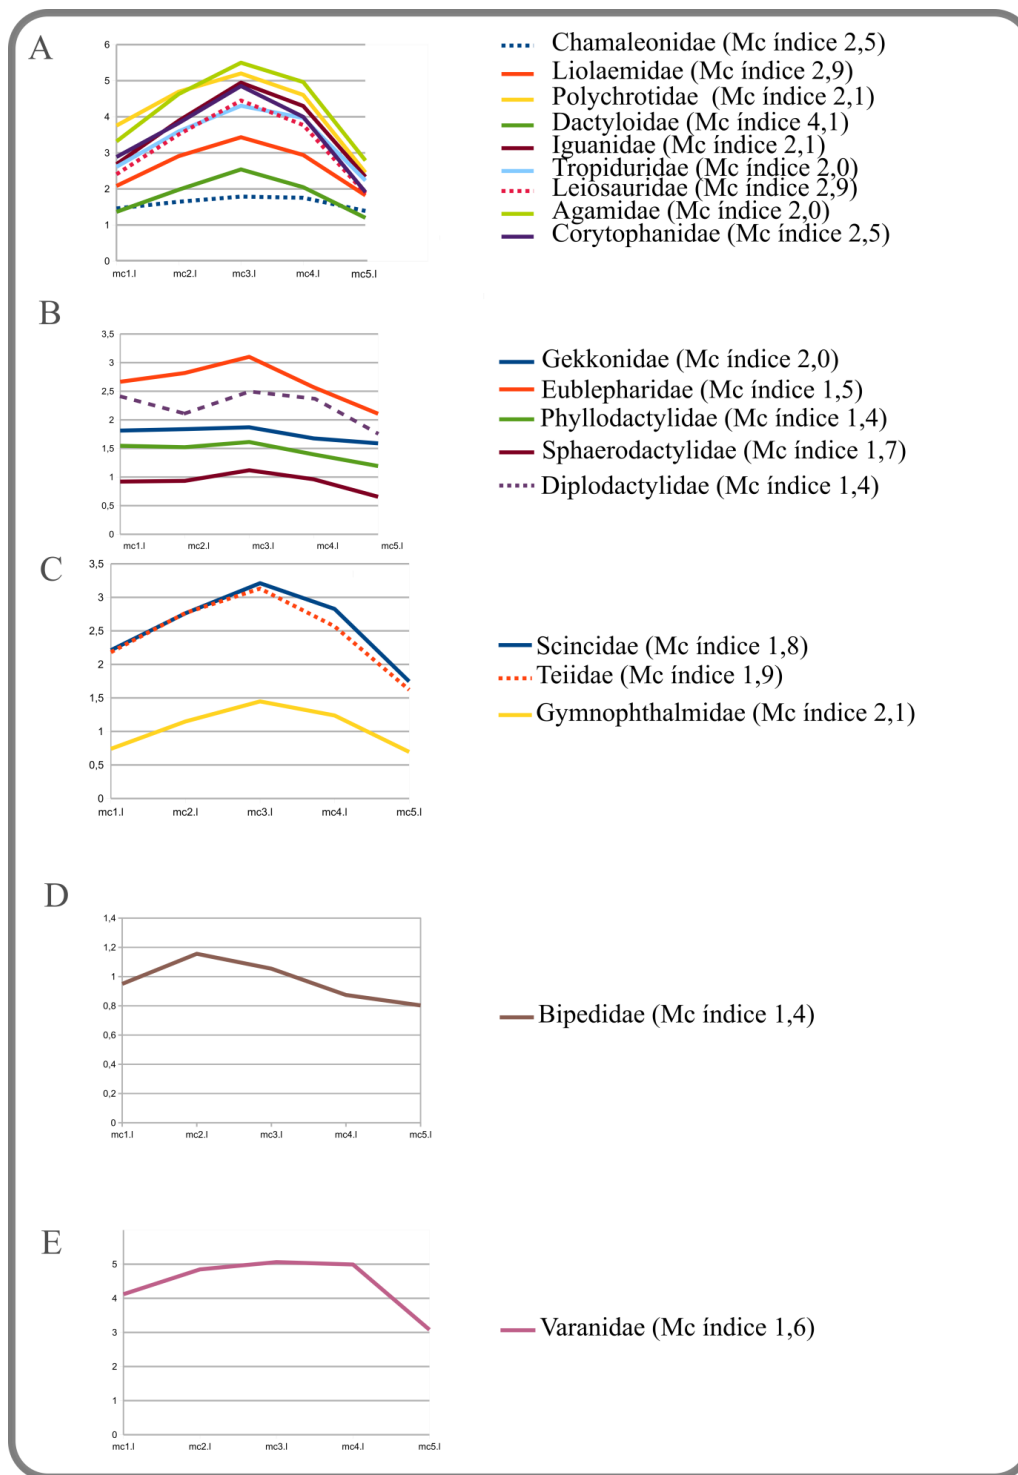 A
6
5
4
3
2
1
0
mc1.l mc2.l mc3.l mc4.l mc5.l
Chamaleonidae (Mc índice 2,5)
Liolaemidae (Mc índice 2,9)
Polychrotidae (Mc índice 2,1)
Dactyloidae (Mc índice 4,1)
Iguanidae (Mc índice 2,1)
Tropiduridae (Mc índice 2,0)
Leiosauridae (Mc índice 2,9)
Agamidae (Mc índice 2,0)
Corytophanidae (Mc índice 2,5)
B
3,5
3
2,5
2
1,5
1
0,5
0
mc1.l mc2.l mc3.l mc4.l mc5.l
Gekkonidae (Mc índice 2,0)
Eublepharidae (Mc índice 1,5)
Phyllodactylidae (Mc índice 1,4)
Sphaerodactylidae (Mc índice 1,7)
Diplodactylidae (Mc índice 1,4)
C
3,5
3
2,5
2
1,5
1
0,5
0
mc1.l mc2.l mc3.l mc4.l mc5.l
Scincidae (Mc índice 1,8)
Teiidae (Mc índice 1,9)
Gymnophthalmidae (Mc índice 2,1)
D
1,4
1,2
1
0,8
0,6
0,4
0,2
0
mc1.l mc2.l mc3.l mc4.l mc5.l
Bipedidae (Mc índice 1,4)
E
5
4
3
2
1
0
mc1.l mc2.l mc3.l mc4.l mc5.l
Varanidae (Mc índice 1,6)